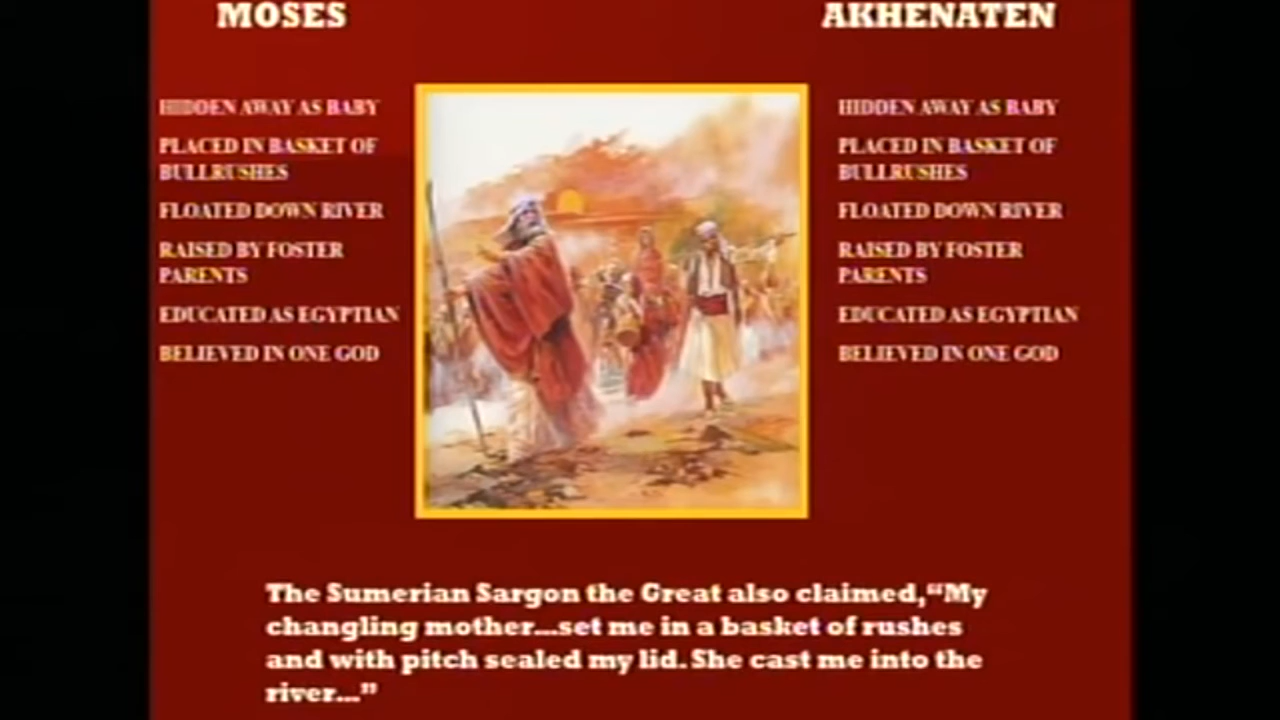 MOSES
HIDDEN AWAY AS BABY
PLACED IN BASKET OF
BULLRUSHES
FLOATED DOWN RIVER
RAISED BY FOSTER
PARENTS
EDUCATED AS EGYPTIAN
BELIEVED IN ONE GOD
AKHENATEN
HIDDEN AWAY AS BABY
PLACED IN BASKET OF
BULLRUSHES
FLOATED DOWN RIVER
RAISED BY FOSTER
PARENTS
EDUCATED AS EGYPTIAN
BELIEVED IN ONE GOD
The Sumerian Sargon the Great also claimed,“My
changling mother...set me in a basket of rushes
and with pitch sealed my lid. She cast me into the
river...”